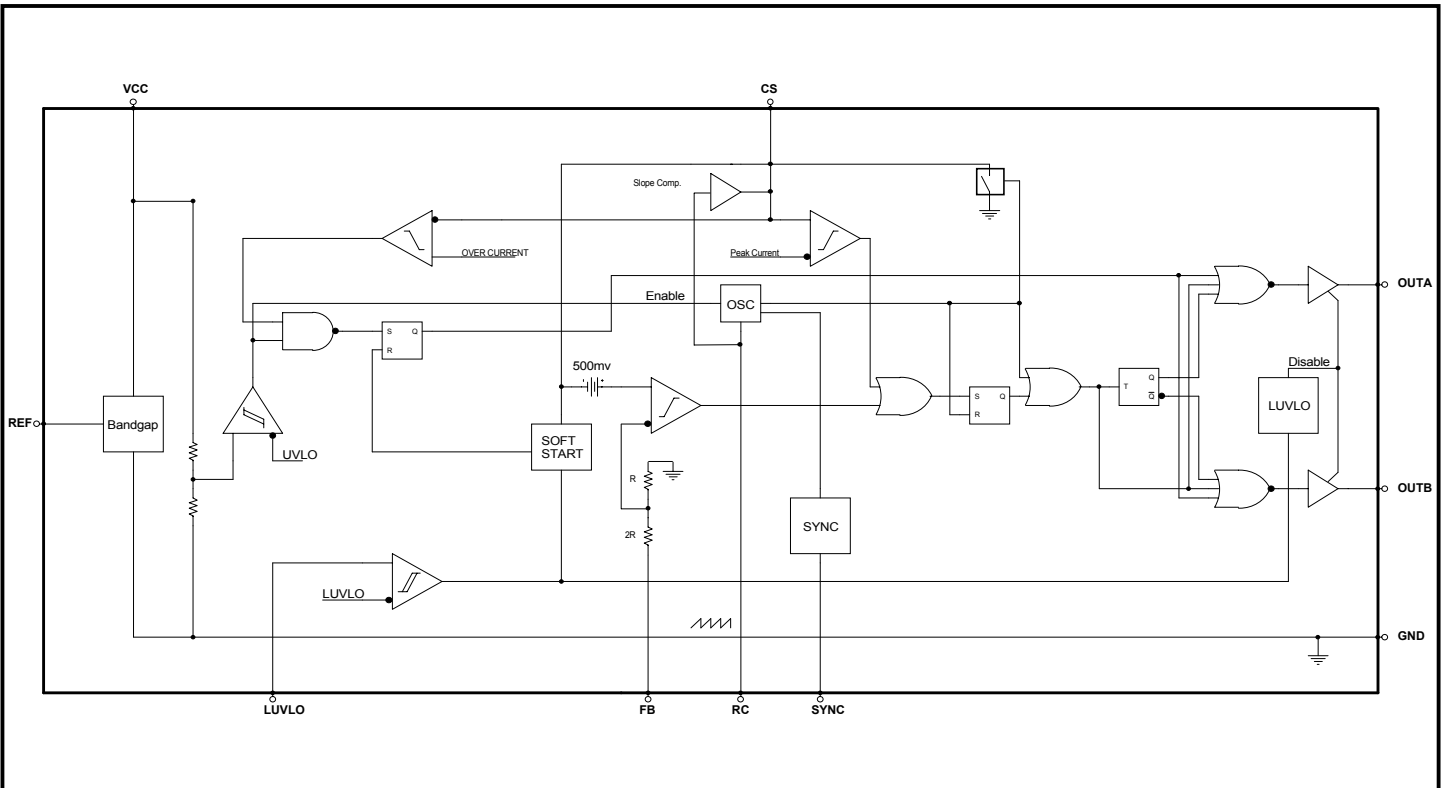 VCC
CS
Slope Comp.
OVER CURRENT
Peak Current
OUTA
Enable
OSC
S Q
R
500mv
Disable
Q
T
Q
S Q
R
LUVLO
REF
Bandgap
UVLO
SOFT
START
R
2R
OUTB
SYNC
LUVLO
GND
LUVLO
FB
RC
SYNC